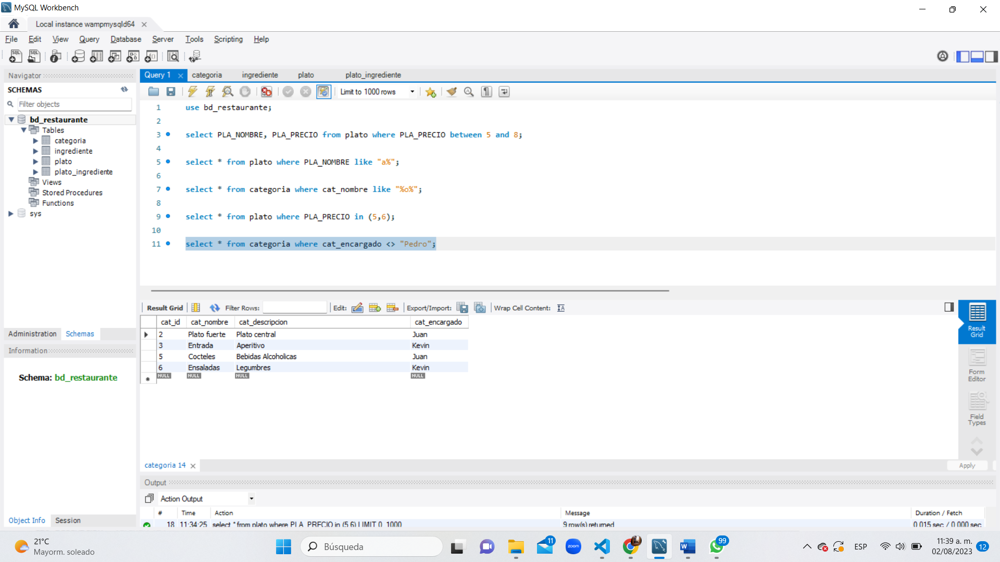 MySQL Workbench
Local instance wampmysqld64
File Edit View Query Database Server Tools Scripting Help
Navigator
SCHEMAS
Filter objects
bd_restaurante
Tables
categoria
ingrediente
plato
plato_ingrediente
Views
Stored Procedures
Functions
sys
Administration Schemas
Information
Schema: bd_restaurante
Object Info Session
Query 1 categoria ingrediente plato plato_ingrediente
Limit to 1000 rows
1 use bd_restaurante;
2
3 select PLA_NOMBRE, PLA_PRECIO from plato where PLA_PRECIO between 5 and 8;
4
5 select * from plato where PLA_NOMBRE like "a%";
6
7 select * from categoria where cat_nombre like "%o%";
8
9 select * from plato where PLA_PRECIO in (5,6);
10
11 select * from categoria where cat_encargado <> "Pedro";
Result Grid Filter Rows: Edit: Export/Import: Wrap Cell Content:
cat_id cat_nombre cat_descripcion cat_encargado
2 Plato fuerte Plato central Juan
3 Entrada Aperitivo Kevin
5 Cocteles Bebidas Alcoholicas Juan
6 Ensaladas Legumbres Kevin
NULL NULL NULL NULL
Result
Grid
Form
Editor
Field
Types
categoria 14
Apply
Output
Action Output
# Time Action Message Duration / Fetch
18 11:34:25 select * from plato where PLA_PRECIO in (5,6) LIMIT 0, 1000 9 row(s) returned 0.015 sec / 0.000 sec
21°C
Mayorm. soleado
Búsqueda
11
zoom
99
ESP
11:39 a. m.
02/08/2023
12